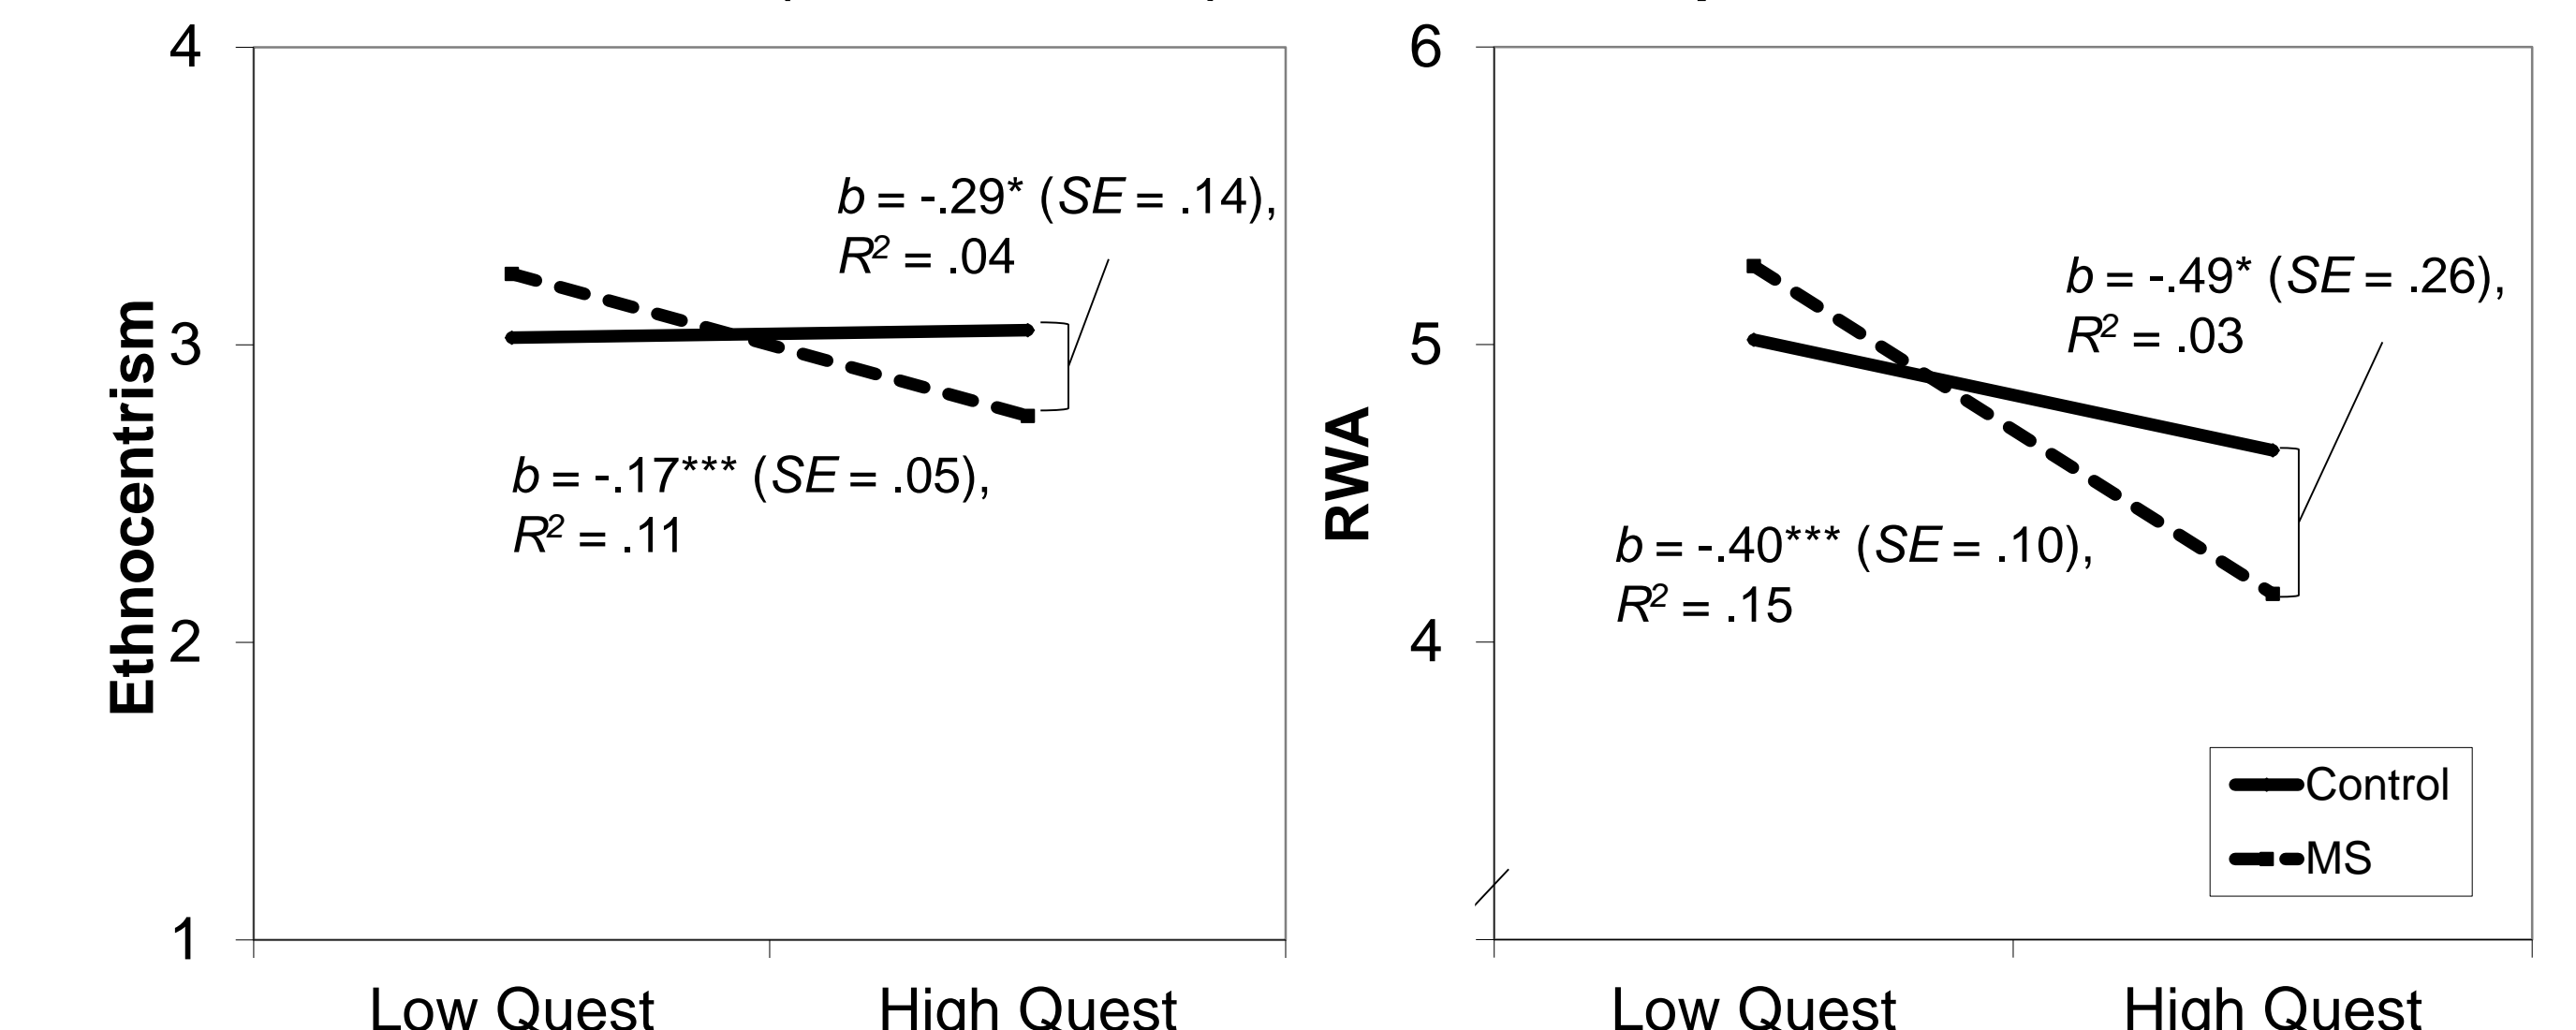 4
3
2
1
Ethnocentrism
b = -.29* (SE = .14),
R² = .04
b = -.17*** (SE = .05),
R² = .11
Low Quest
High Quest
6
5
4
RWA
b = -.49* (SE = .26),
R² = .03
b = -.40*** (SE = .10),
R² = .15
Control
MS
Low Quest
High Quest